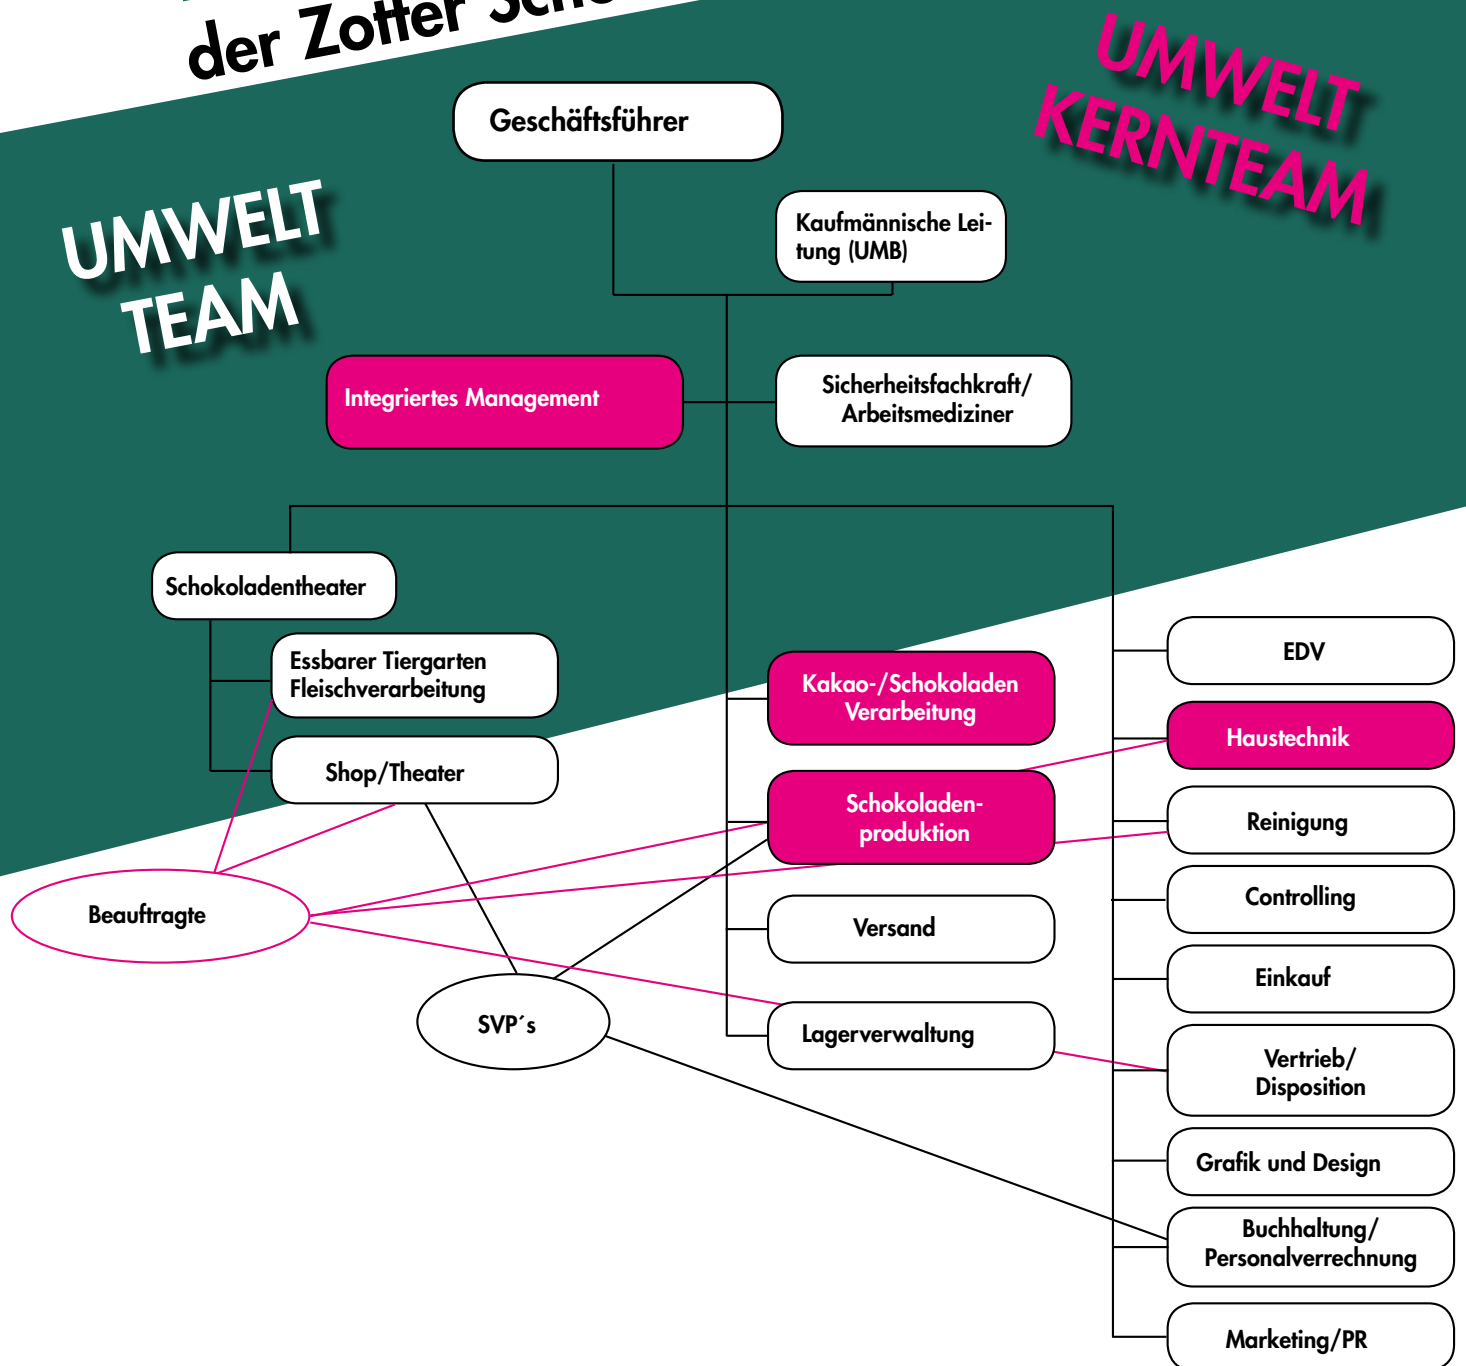 der Zotter
UMWELT
KERNTEAM
Geschäftsführer
UMWELT
TEAM
Kaufmännische Lei-
tung (UMB)
Integriertes Management
Sicherheitsfachkraft/
Arbeitsmediziner
Schokoladentheater
Essbarer Tiergarten
Fleischverarbeitung
Shop/Theater
Beauftragte
SVP´s
Kakao-/Schokoladen
Verarbeitung
Schokoladen-
produktion
Versand
Lagerverwaltung
EDV
Haustechnik
Reinigung
Controlling
Einkauf
Vertrieb/
Disposition
Grafik und Design
Buchhaltung/
Personalverrechnung
Marketing/PR